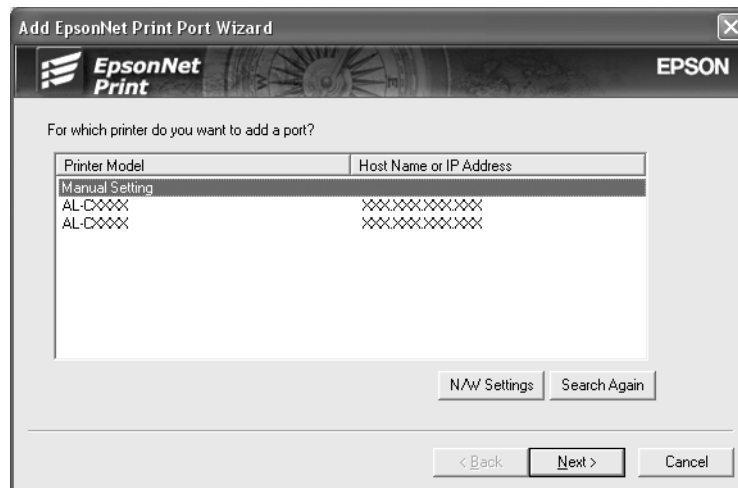 Add EpsonNet Print Port Wizard
EpsonNet
Print
EPSON
For which printer do you want to add a port?
Printer Model Host Name or IP Address
Manual Setting
AL-CXXXX XXX.XXX.XXX.XXX
AL-CXXXX XXX.XXX.XXX.XXX
N/W Settings Search Again
< Back Next > Cancel